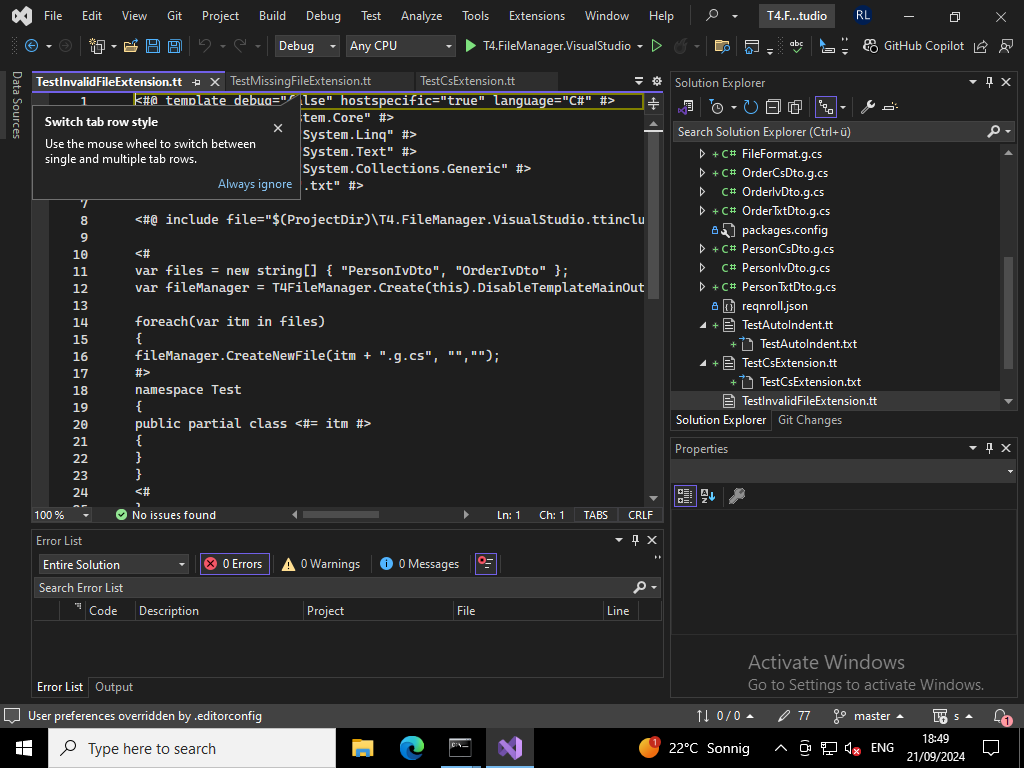 File Edit View Git Project Build Debug Test Analyze Tools Extensions Window Help T4.F...tudio RL
Debug Any CPU T4.FileManager.VisualStudio GitHub Copilot
Data Sources
TestInvalidFileExtension.tt TestMissingFileExtension.tt TestCsExtension.tt
1 <#@ template debug="false" hostspecific="true" language="C#" #>
Switch tab row style
Use the mouse wheel to switch between
single and multiple tab rows.
Always ignore
stem.Core" #>
System.Linq" #>
System.Text" #>
System.Collections.Generic" #>
.txt" #>
7
8 <#@ include file="$(ProjectDir)\T4.FileManager.VisualStudio.ttinclu
9
10 <#
11 var files = new string[] { "PersonIvDto", "OrderIvDto" };
12 var fileManager = T4FileManager.Create(this).DisableTemplateMainOut
13
14 foreach(var itm in files)
15 {
16 fileManager.CreateNewFile(itm + ".g.cs", "","");
17 #>
18 namespace Test
19 {
20 public partial class <#= itm #>
21 {
22 }
23 }
24 <#
100 % No issues found Ln: 1 Ch: 1 TABS CRLF
Error List
Entire Solution 0 Errors 0 Warnings 0 Messages
Search Error List
Code Description Project File Line
Error List Output
Solution Explorer
Search Solution Explorer (Ctrl+ü)
+ C# FileFormat.g.cs
+ C# OrderCsDto.g.cs
C# OrderIvDto.g.cs
+ C# OrderTxtDto.g.cs
packages.config
+ C# PersonCsDto.g.cs
C# PersonIvDto.g.cs
+ C# PersonTxtDto.g.cs
reqnroll.json
+ TestAutoIndent.tt
+ TestAutoIndent.txt
+ TestCsExtension.tt
+ TestCsExtension.txt
TestInvalidFileExtension.tt
Solution Explorer Git Changes
Properties
Activate Windows
Go to Settings to activate Windows.
User preferences overridden by .editorconfig 0 / 0 77 master s 1
Type here to search 1 22°C Sonnig ENG 18:49
21/09/2024